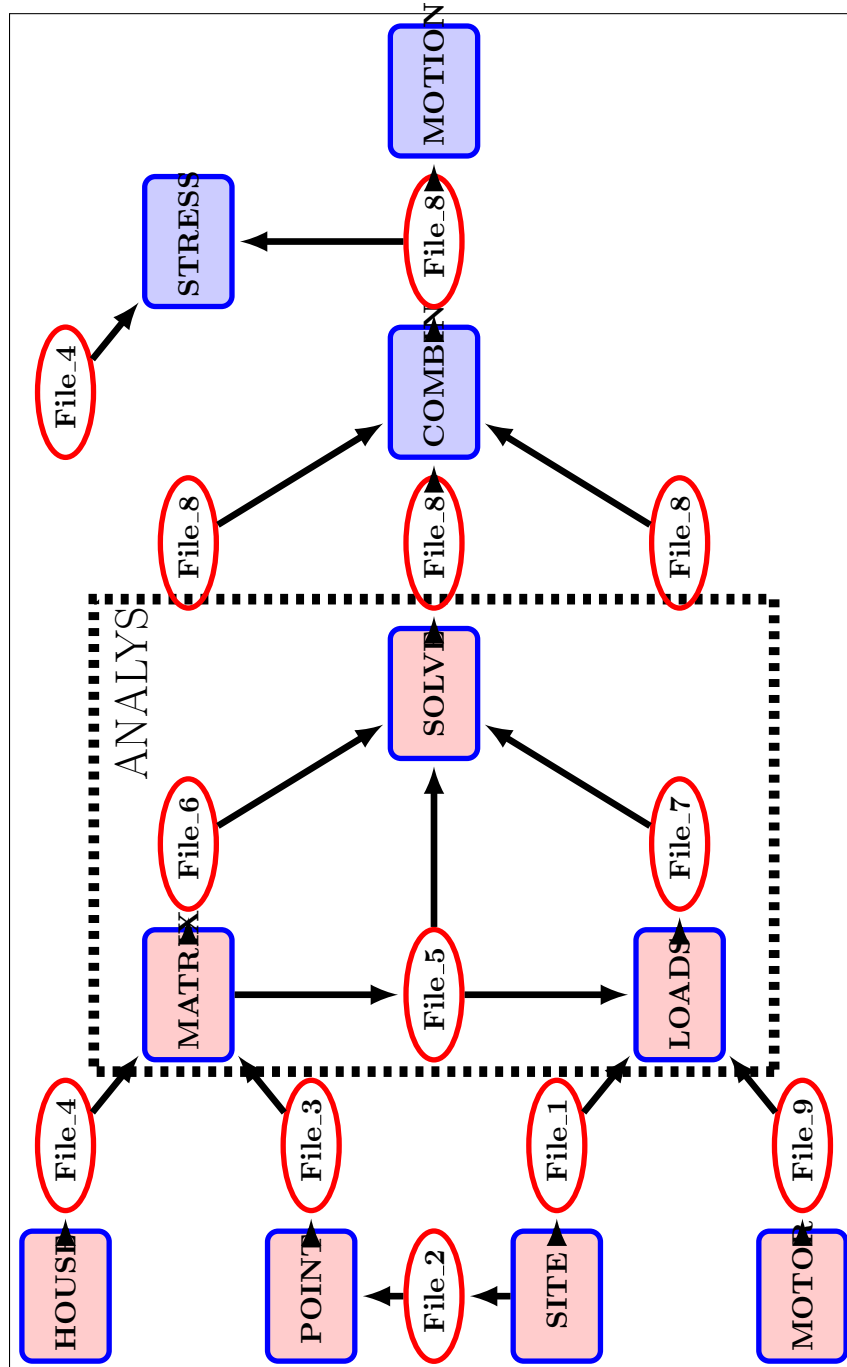 HOUSE
File_4
File_4
ANALYS
MATRIX
File_6
File_8
STRESS
POINT
File_3
File_2
File_5
SOLVE
File_8
COMBIN
File_8
MOTION
SITE
File_1
LOADS
File_7
File_8
MOTOR
File_9